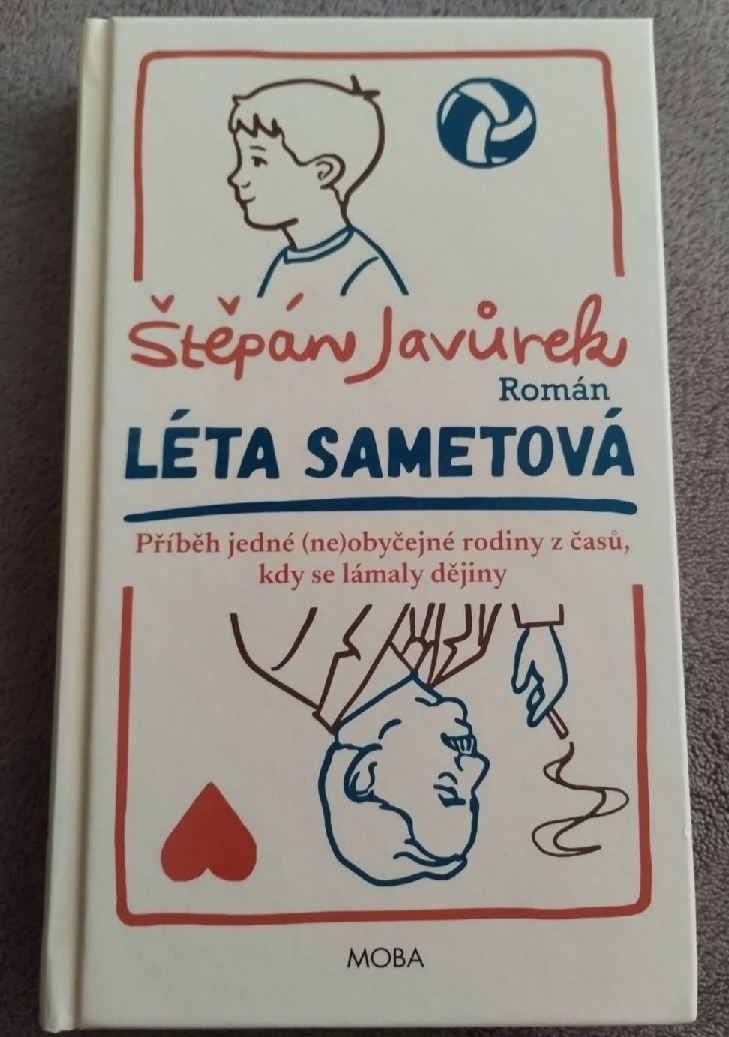 Štěpán Javůrek
Román
LÉTA SAMETOVÁ
Příběh jedné (ne)obyčejné rodiny z časů,
kdy se lámaly dějiny
MOBA